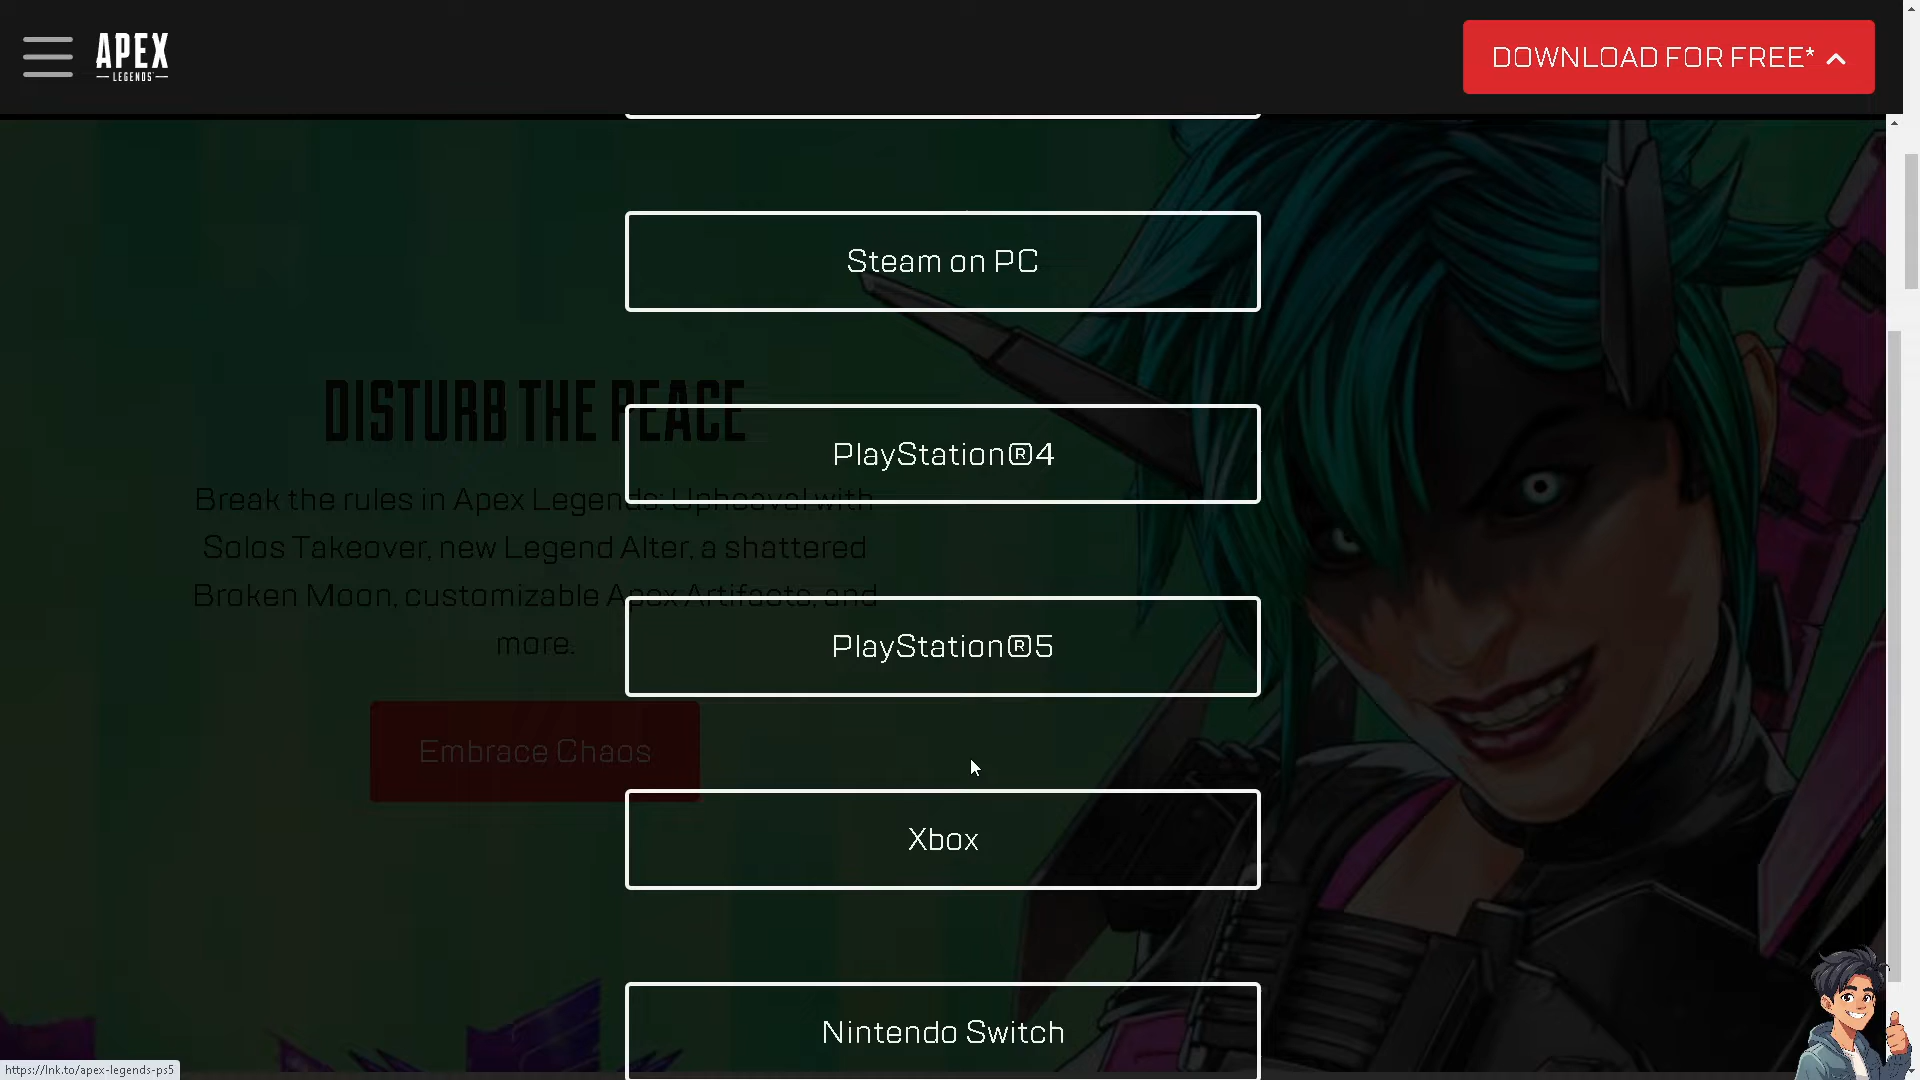 APEX
LEGENDS
DOWNLOAD FOR FREE*
Steam on PC
DISTURB THE PEACE
PlayStation®4
Break the rules in Apex Legends: Upheaval with
Solos Takeover, new Legend Alter, a shattered
Broken Moon, customizable Apex Artifacts, and
more.
PlayStation®5
Embrace Chaos
Xbox
Nintendo Switch
https://lnk.to/apex-legends-ps5